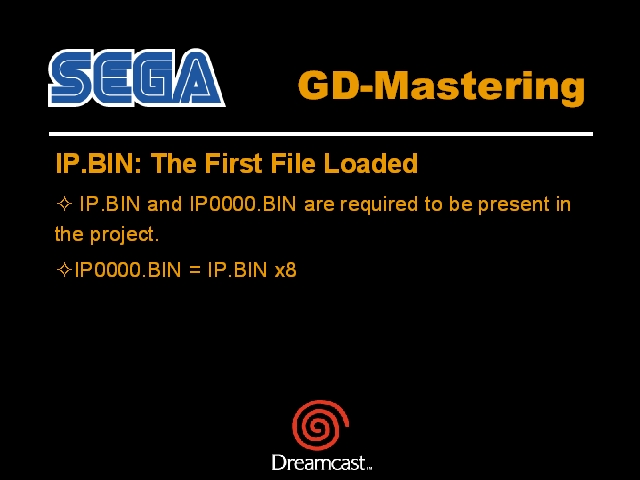 SEGA
GD-Mastering
IP.BIN: The First File Loaded
✧ IP.BIN and IP0000.BIN are required to be present in
the project.
✧IP0000.BIN = IP.BIN x8
Dreamcast™